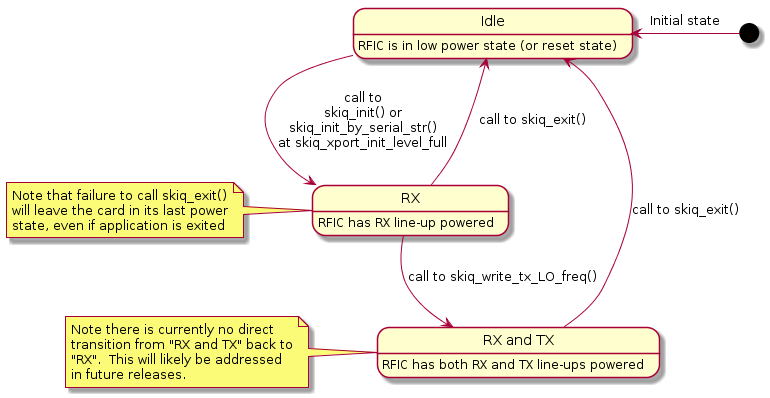 Idle
Initial state
RFIC is in low power state (or reset state)
call to
skiq_init() or
skiq_init_by_serial_str()
at skiq_xport_init_level_full
call to skiq_exit()
Note that failure to call skiq_exit()
will leave the card in its last power
state, even if application is exited
RX
RFIC has RX line-up powered
call to skiq_exit()
call to skiq_write_tx_LO_freq()
Note there is currently no direct
transition from "RX and TX" back to
"RX".  This will likely be addressed
in future releases.
RX and TX
RFIC has both RX and TX line-ups powered